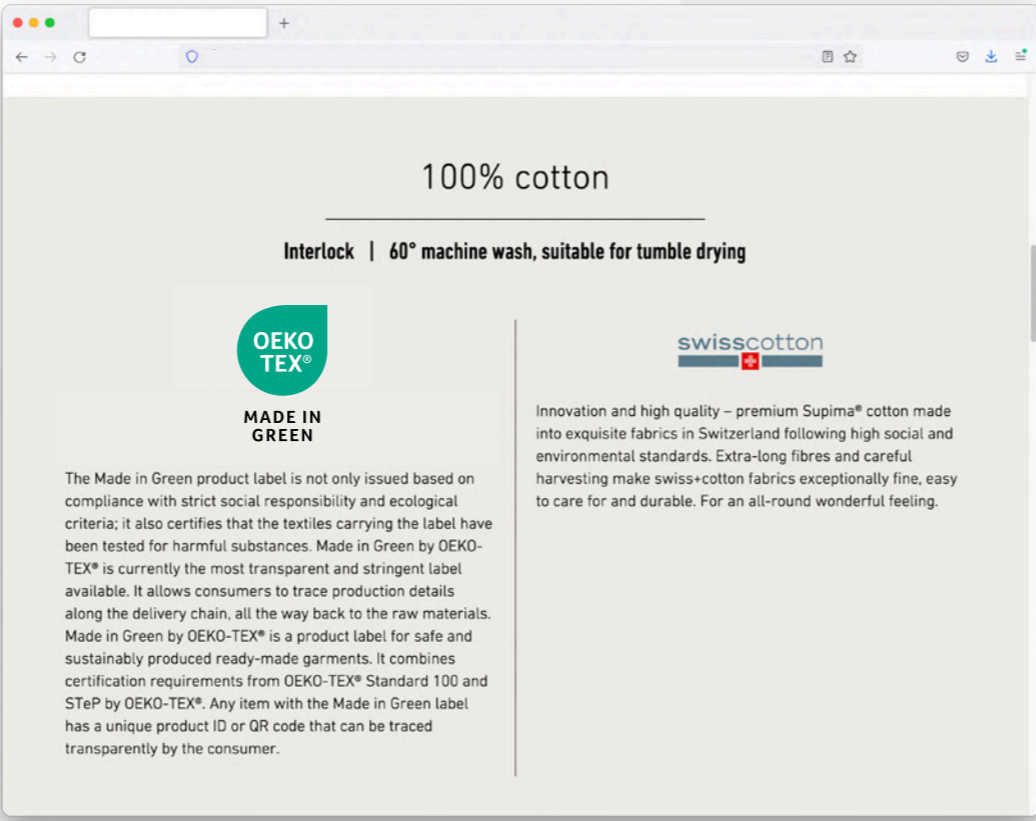 100% cotton
Interlock | 60° machine wash, suitable for tumble drying
OEKO
TEX®
MADE IN
GREEN
The Made in Green product label is not only issued based on
compliance with strict social responsibility and ecological
criteria; it also certifies that the textiles carrying the label have
been tested for harmful substances. Made in Green by OEKO-
TEX® is currently the most transparent and stringent label
available. It allows consumers to trace production details
along the delivery chain, all the way back to the raw materials.
Made in Green by OEKO-TEX® is a product label for safe and
sustainably produced ready-made garments. It combines
certification requirements from OEKO-TEX® Standard 100 and
STeP by OEKO-TEX®. Any item with the Made in Green label
has a unique product ID or QR code that can be traced
transparently by the consumer.
swisscotton
Innovation and high quality – premium Supima® cotton made
into exquisite fabrics in Switzerland following high social and
environmental standards. Extra-long fibres and careful
harvesting make swiss+cotton fabrics exceptionally fine, easy
to care for and durable. For an all-round wonderful feeling.